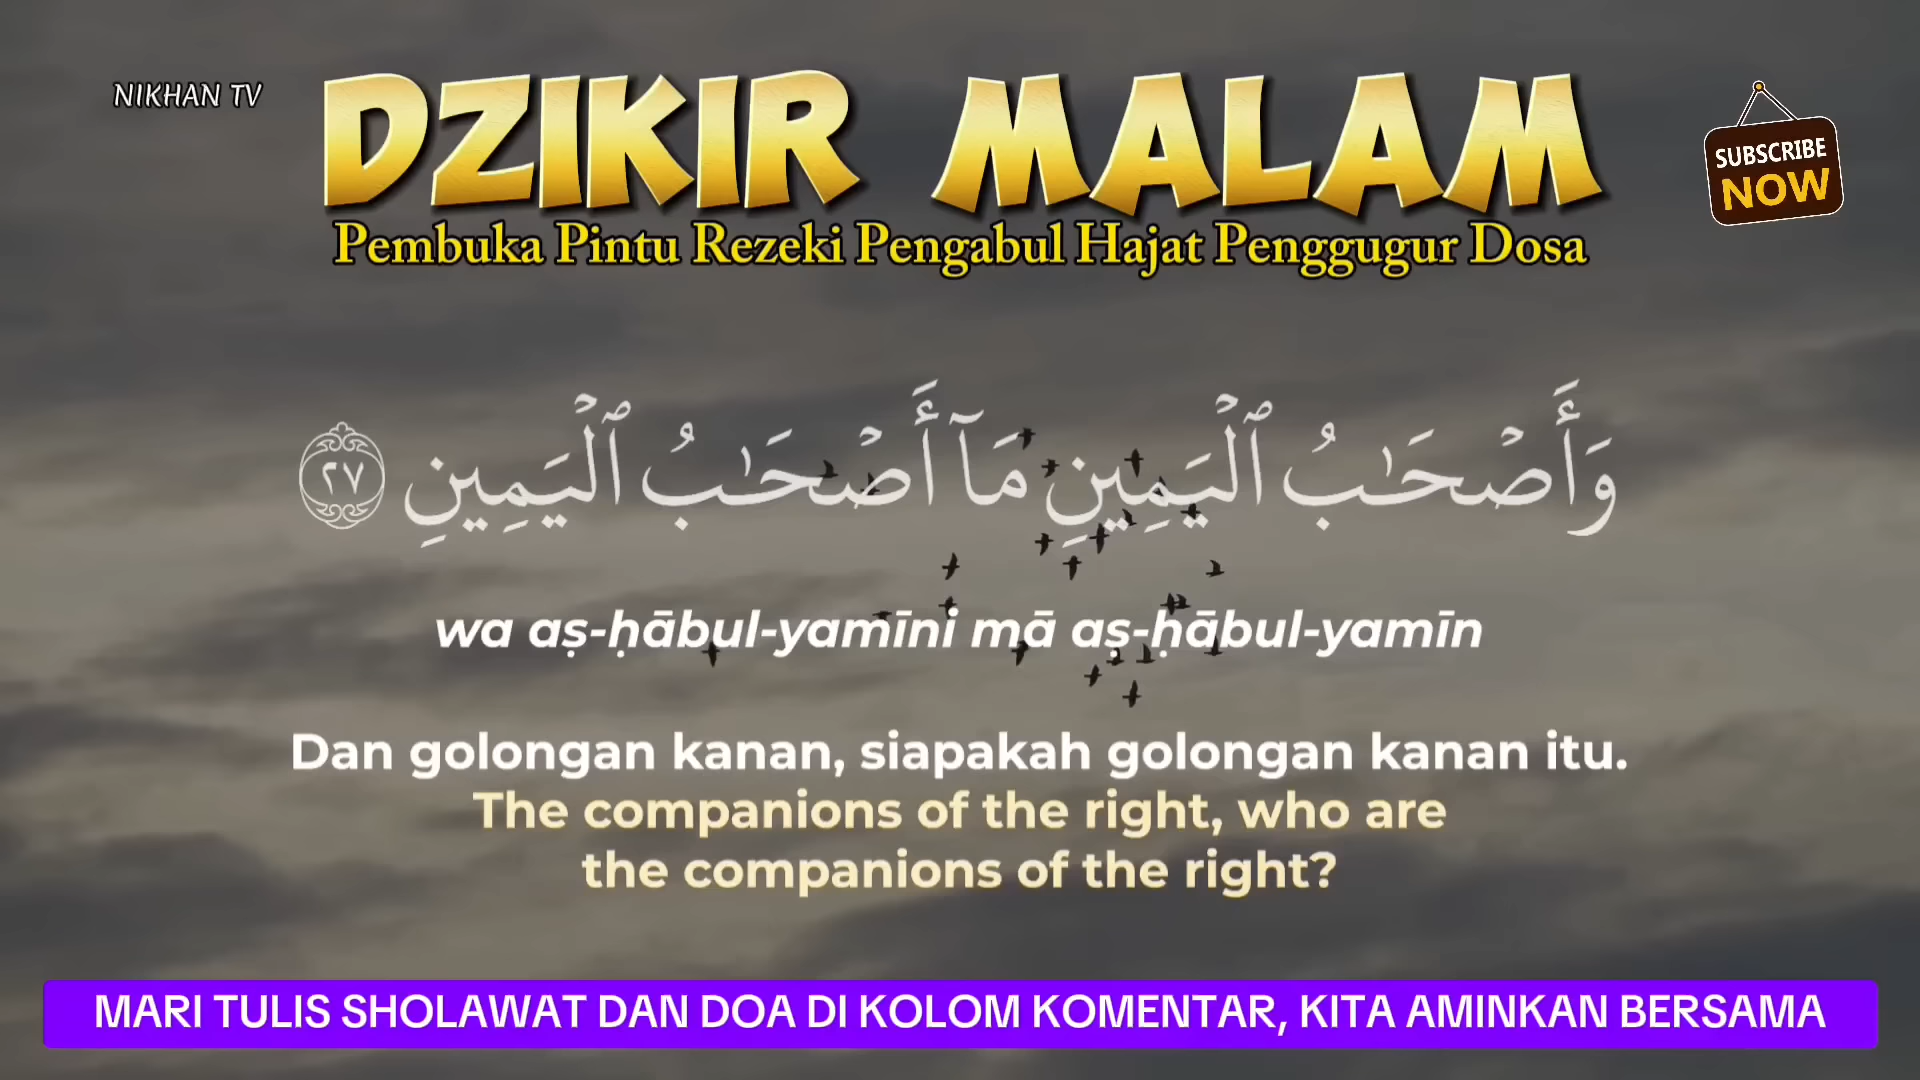 NIKHAN TV
DZIKIR MALAM
SUBSCRIBE
NOW
Pembuka Pintu Rezeki Pengabul Hajat Penggugur Dosa
وَأَصْحَـٰبُ ٱلْيَمِينِ مَآ أَصْحَـٰبُ ٱلْيَمِينِ ٢٧
wa aṣ-ḥābul-yamīni mā aṣ-ḥābul-yamīn
Dan golongan kanan, siapakah golongan kanan itu.
The companions of the right, who are
the companions of the right?
MARI TULIS SHOLAWAT DAN DOA DI KOLOM KOMENTAR, KITA AMINKAN BERSAMA